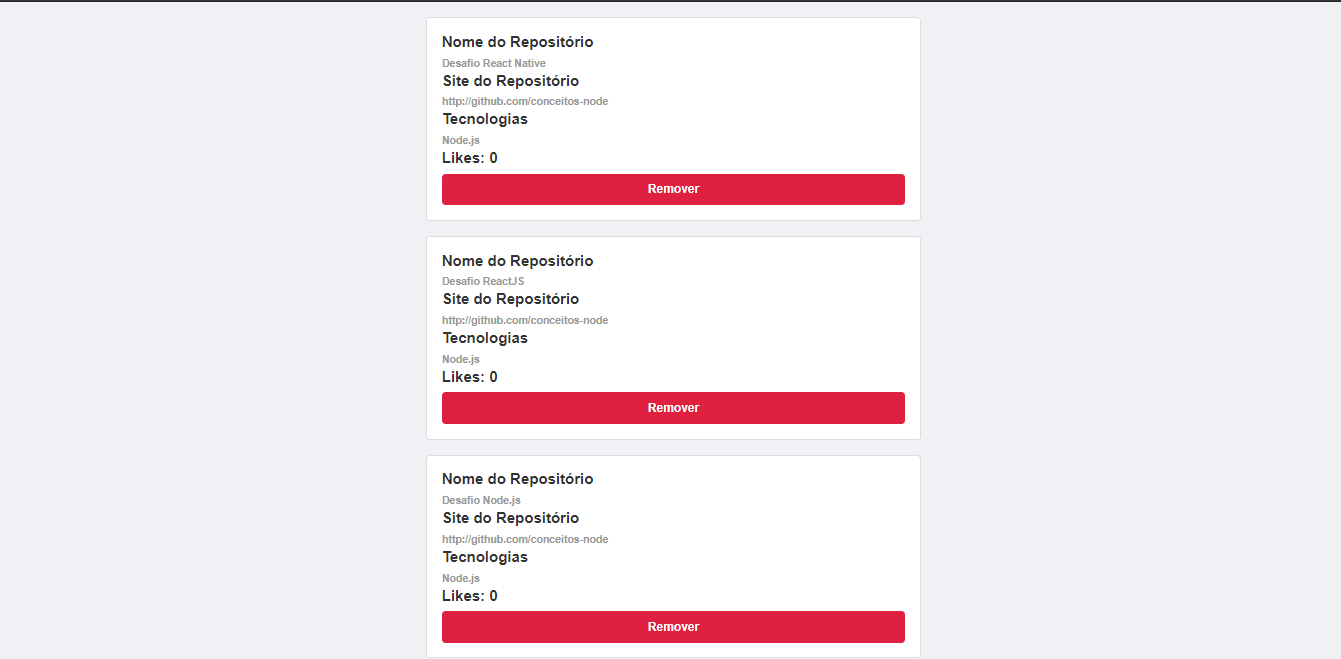 Nome do Repositório
Desafio React Native
Site do Repositório
http://github.com/conceitos-node
Tecnologias
Node.js
Likes: 0
Remover
Nome do Repositório
Desafio ReactJS
Site do Repositório
http://github.com/conceitos-node
Tecnologias
Node.js
Likes: 0
Remover
Nome do Repositório
Desafio Node.js
Site do Repositório
http://github.com/conceitos-node
Tecnologias
Node.js
Likes: 0
Remover